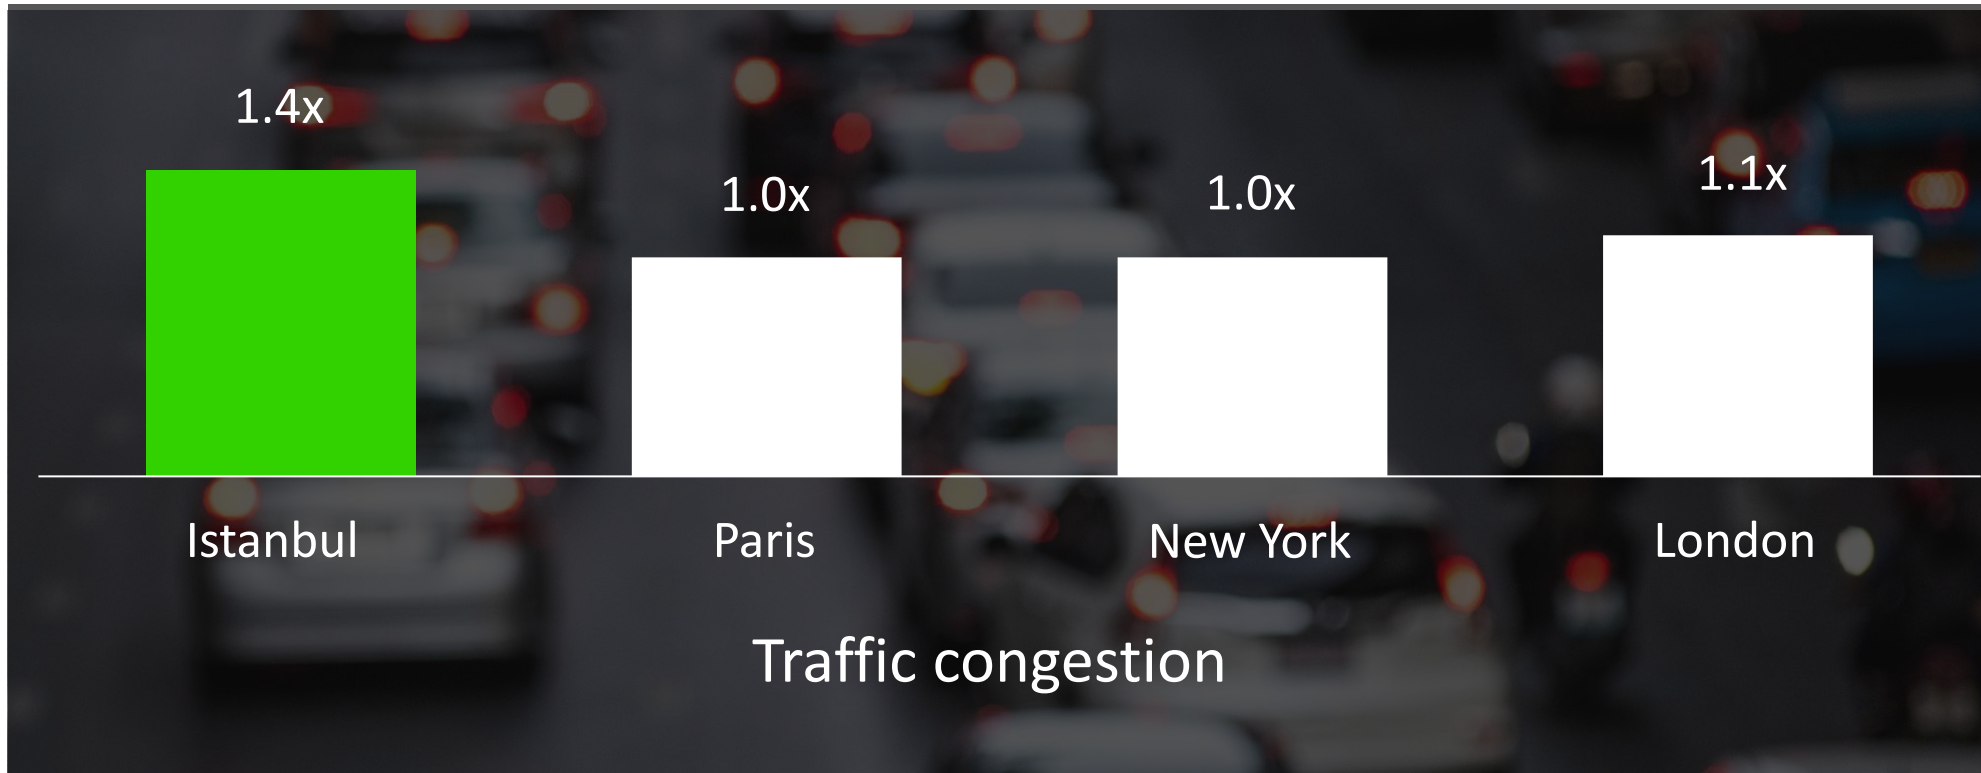 1.4x
1.0x
1.0x
1.1x
Istanbul
Paris
New York
London
Traffic congestion